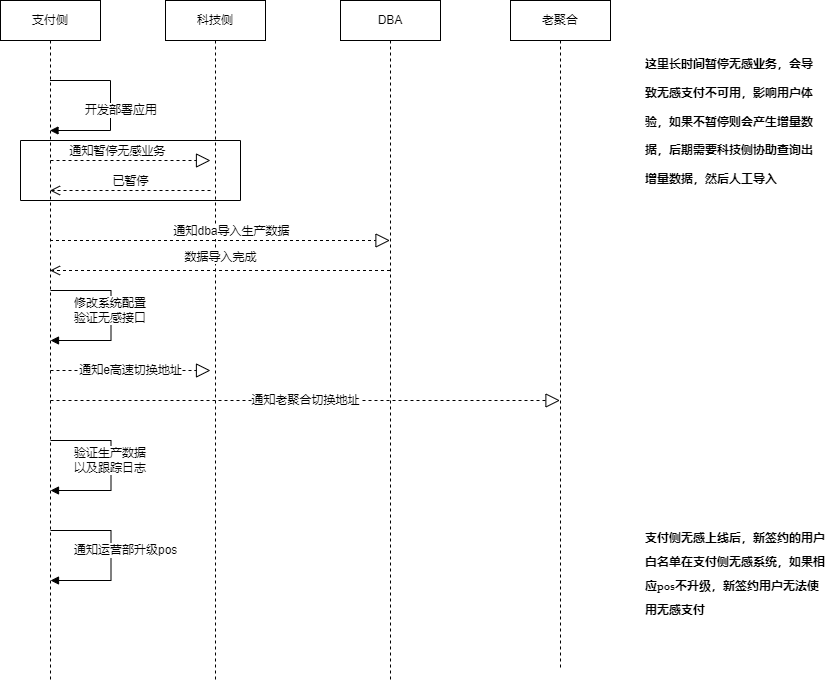 支付侧
科技侧
DBA
老聚合
这里长时间暂停无感业务，会导
致无感支付不可用，影响用户体
验，如果不暂停则会产生增量数
据，后期需要科技侧协助查询出
增量数据，然后人工导入
开发部署应用
通知暂停无感业务
已暂停
通知dba导入生产数据
数据导入完成
修改系统配置
验证无感接口
通知e高速切换地址
通知老聚合切换地址
验证生产数据
以及跟踪日志
通知运营部升级pos
支付侧无感上线后，新签约的用户
白名单在支付侧无感系统，如果相
应pos不升级，新签约用户无法使
用无感支付